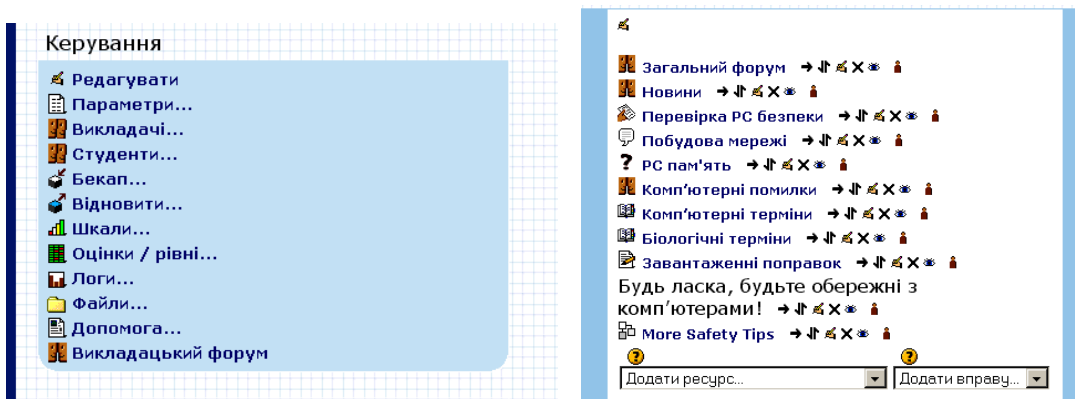 Керування
Редагувати
Параметри...
Викладачі...
Студенти...
Бекап...
Відновити...
Шкали...
Оцінки / рівні...
Логи...
Файли...
Допомога...
Викладацький форум
Загальний форум
Новини
Перевірка PC безпеки
Побудова мережі
PC пам'ять
Комп'ютерні помилки
Комп'ютерні терміни
Біологічні терміни
Завантаженні поправок
Будь ласка, будьте обережні з
комп'ютерами!
More Safety Tips
Додати ресурс... Додати вправу...